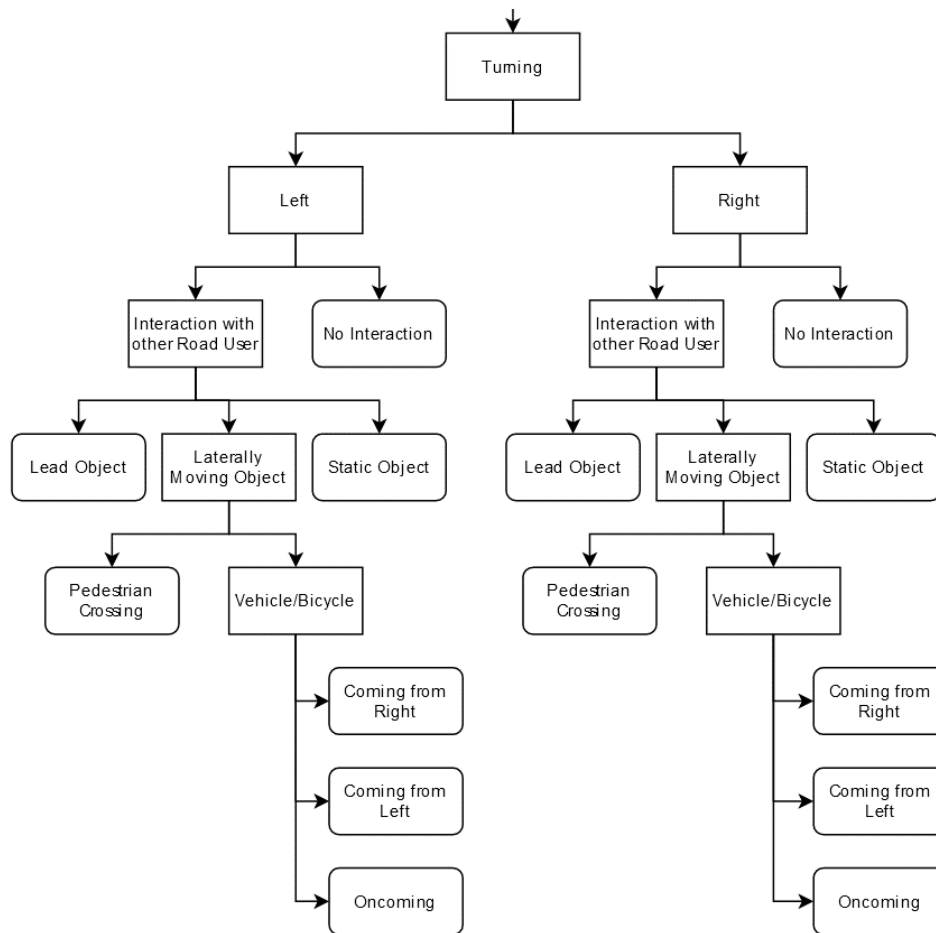 Turning
Left
Right
Interaction with
other Road User
No Interaction
Interaction with
other Road User
No Interaction
Lead Object
Laterally
Moving Object
Static Object
Lead Object
Laterally
Moving Object
Static Object
Pedestrian
Crossing
Vehicle/Bicycle
Pedestrian
Crossing
Vehicle/Bicycle
Coming from
Right
Coming from
Right
Coming from
Left
Coming from
Left
Oncoming
Oncoming